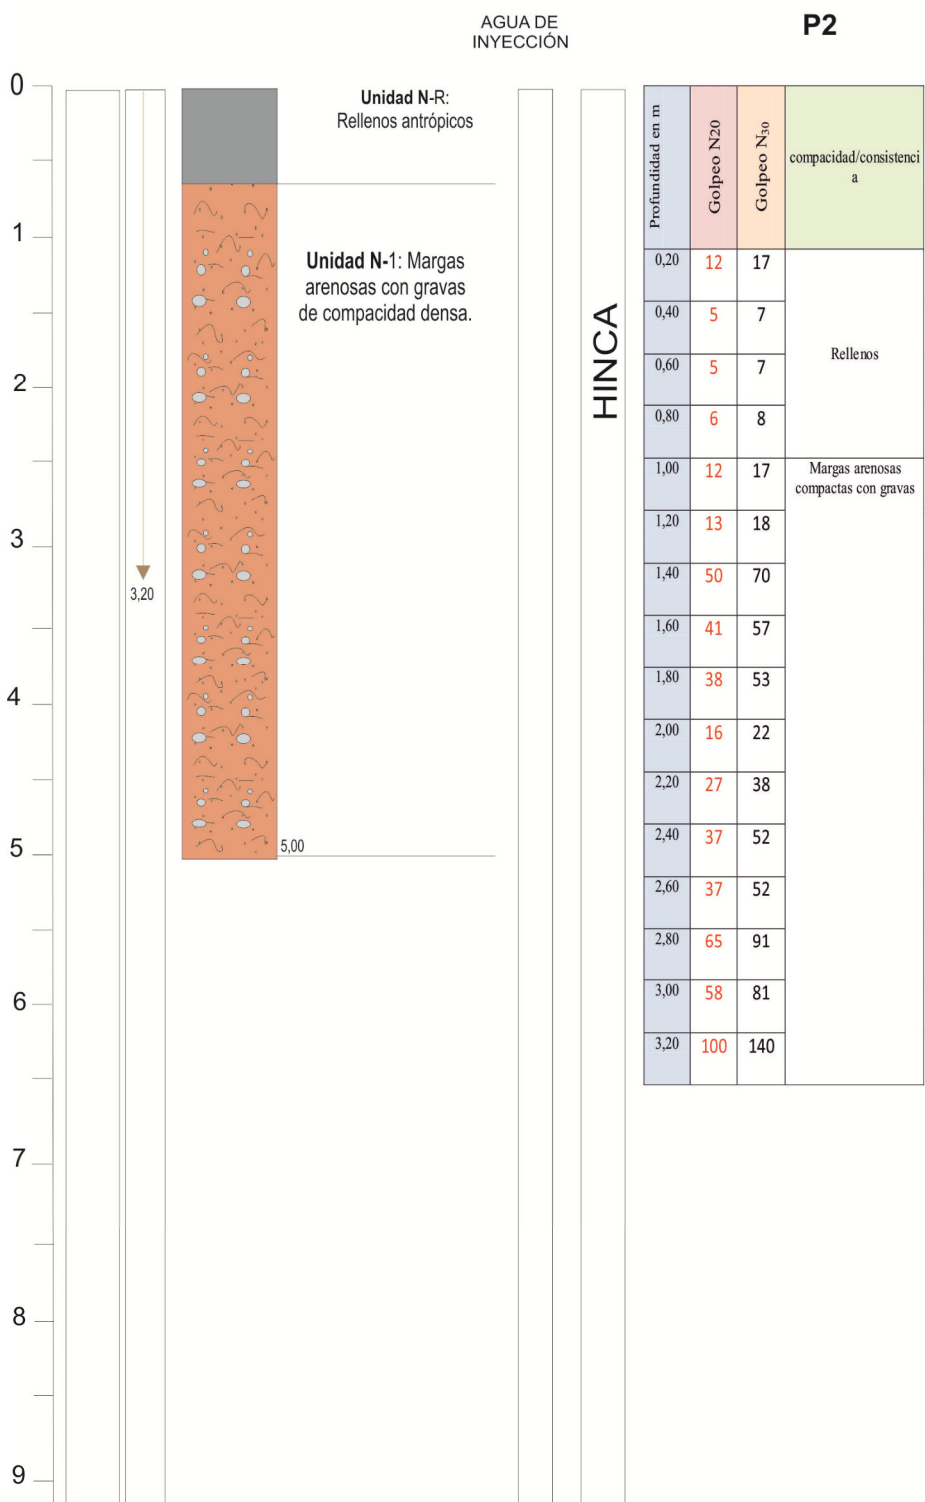 AGUA DE
INYECCIÓN
P2
0
1
2
3
4
5
6
7
8
9
3,20
Unidad N-R:
Rellenos antrópicos
Unidad N-1: Margas
arenosas con gravas
de compacidad densa.
5,00
HINCA
Profundidad en m
Golpeo N20
Golpeo N30
compacidad/consistenci
a
0,20 12 17
0,40 5 7
Rellenos
0,60 5 7
0,80 6 8
1,00 12 17 Margas arenosas
compactas con gravas
1,20 13 18
1,40 50 70
1,60 41 57
1,80 38 53
2,00 16 22
2,20 27 38
2,40 37 52
2,60 37 52
2,80 65 91
3,00 58 81
3,20 100 140